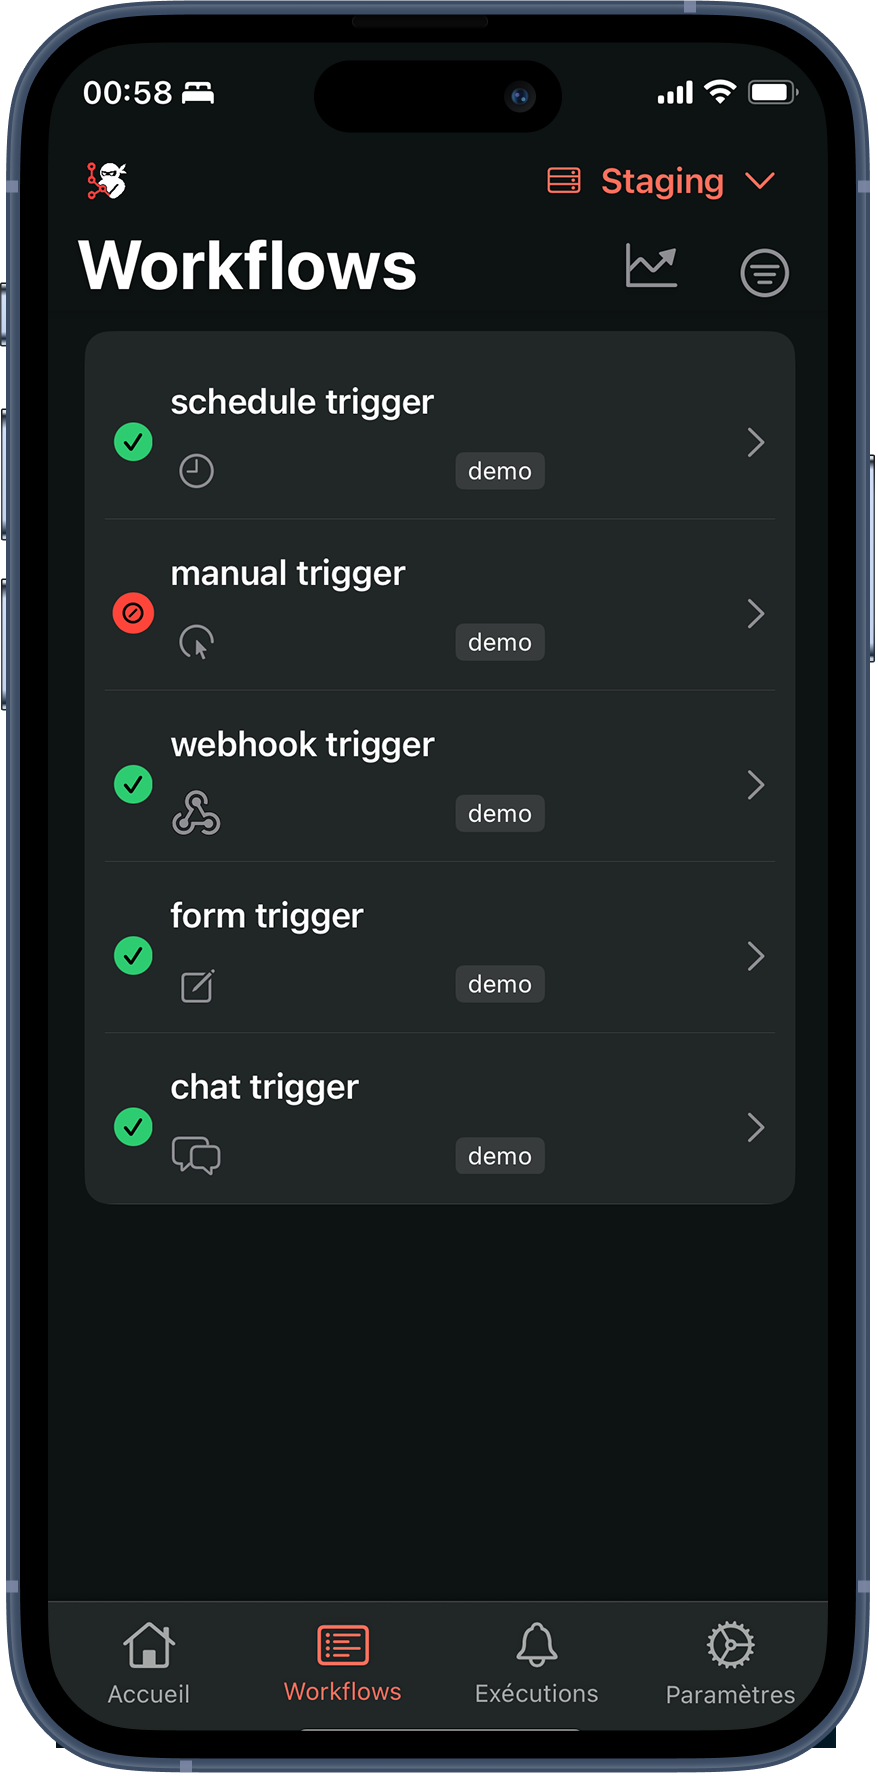 00:58
Staging
Workflows
schedule trigger
demo
manual trigger
demo
webhook trigger
demo
form trigger
demo
chat trigger
demo
Accueil
Workflows
Exécutions
Paramètres